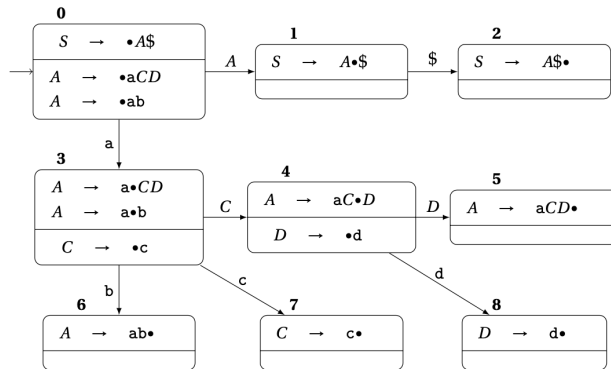 0
S → •A$
A → •aCD
A → •ab
A
1
S → A•$
$
2
S → A$•
a
3
A → a•CD
A → a•b
C → •c
C
4
A → aC•D
D → •d
D
5
A → aCD•
b
c
d
6
A → ab•
7
C → c•
8
D → d•